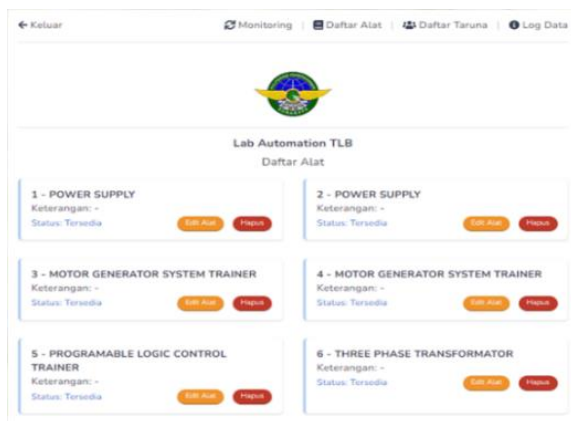 Keluar
Monitoring | Daftar Alat | Daftar Taruna | Log Data
Lab Automation TLB
Daftar Alat
1 - POWER SUPPLY
Keterangan: -
Status: Tersedia
Edit Alat Hapus
2 - POWER SUPPLY
Keterangan: -
Status: Tersedia
Edit Alat Hapus
3 - MOTOR GENERATOR SYSTEM TRAINER
Keterangan: -
Status: Tersedia
Edit Alat Hapus
4 - MOTOR GENERATOR SYSTEM TRAINER
Keterangan: -
Status: Tersedia
Edit Alat Hapus
5 - PROGRAMABLE LOGIC CONTROL
TRAINER
Keterangan: -
Status: Tersedia
Edit Alat Hapus
6 - THREE PHASE TRANSFORMATOR
Keterangan: -
Status: Tersedia
Edit Alat Hapus